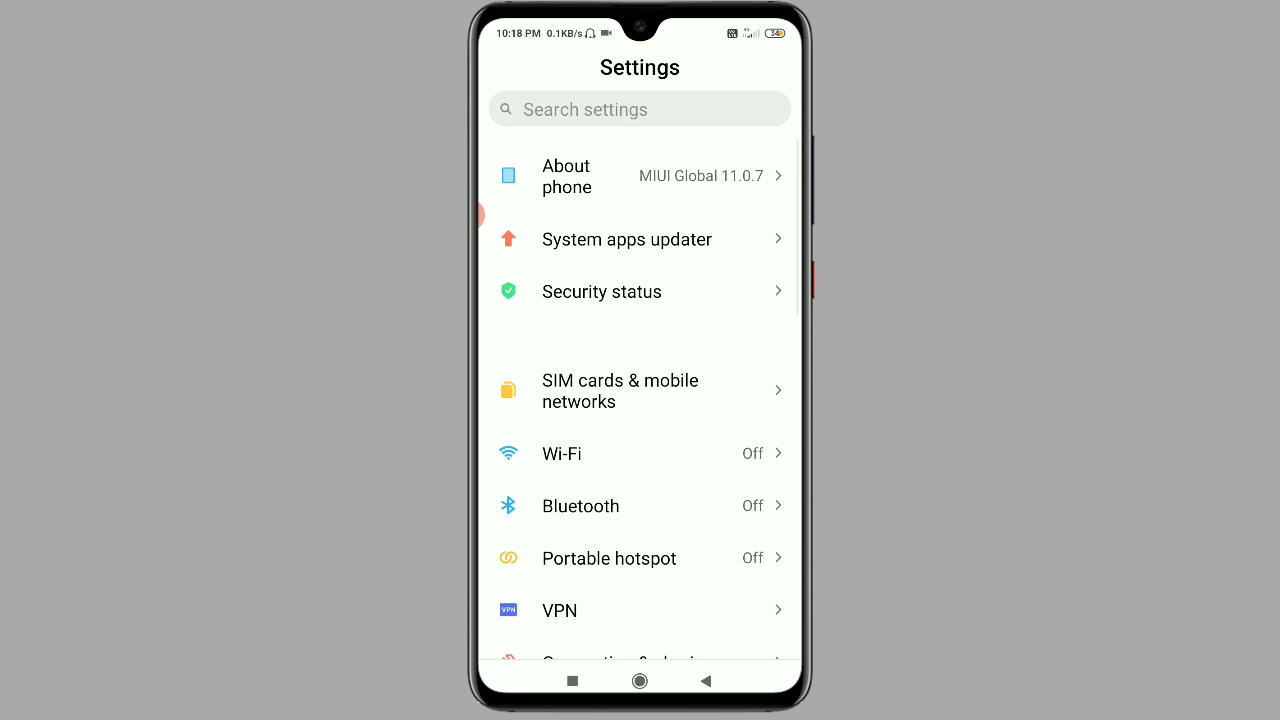 10:18 PM 0.1KB/s 34
Settings
Search settings
About
phone
MIUI Global 11.0.7
System apps updater
Security status
SIM cards & mobile
networks
Wi-Fi Off
Bluetooth Off
Portable hotspot Off
VPN VPN